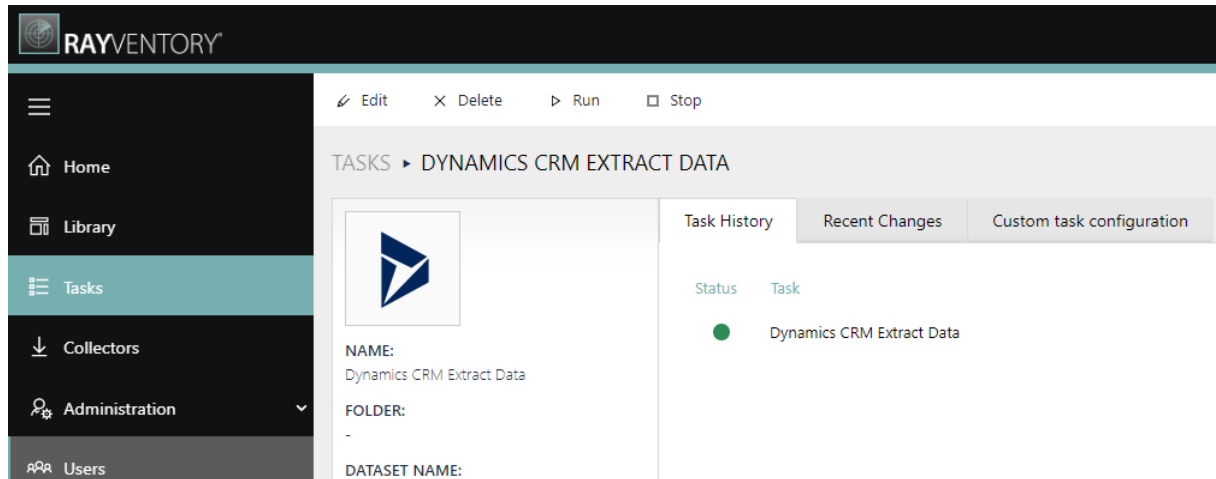 RAYVENTORY®
Edit Delete Run Stop
Home
Library
Tasks
Collectors
Administration
Users
TASKS ▸ DYNAMICS CRM EXTRACT DATA
NAME:
Dynamics CRM Extract Data
FOLDER:
-
DATASET NAME:
Task History Recent Changes Custom task configuration
Status Task
Dynamics CRM Extract Data